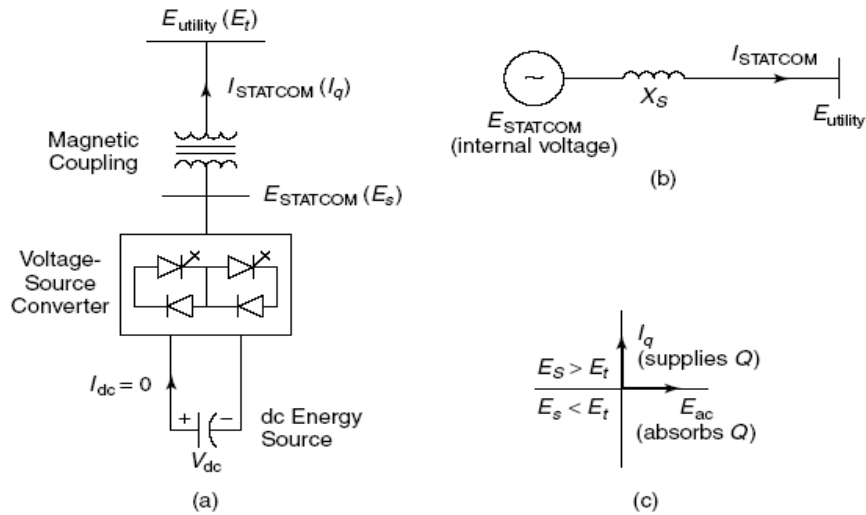 E_utility (E_t)
I_STATCOM (I_q)
Magnetic
Coupling
E_STATCOM (E_s)
Voltage-
Source
Converter
I_dc = 0
+
−
dc Energy
Source
V_dc
(a)
~
I_STATCOM
X_S
E_STATCOM
(internal voltage)
E_utility
(b)
I_q
(supplies Q)
E_S > E_t
E_s < E_t
E_ac
(absorbs Q)
(c)